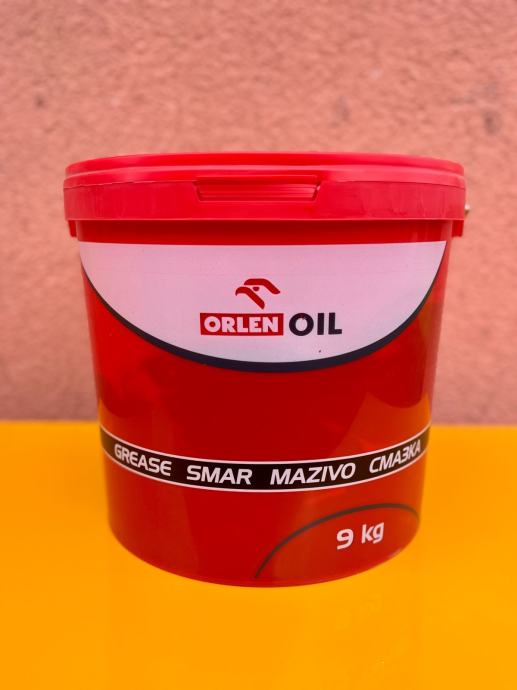 ORLEN OIL
GREASE SMAR MAZIVO СМАЗКА
9 kg